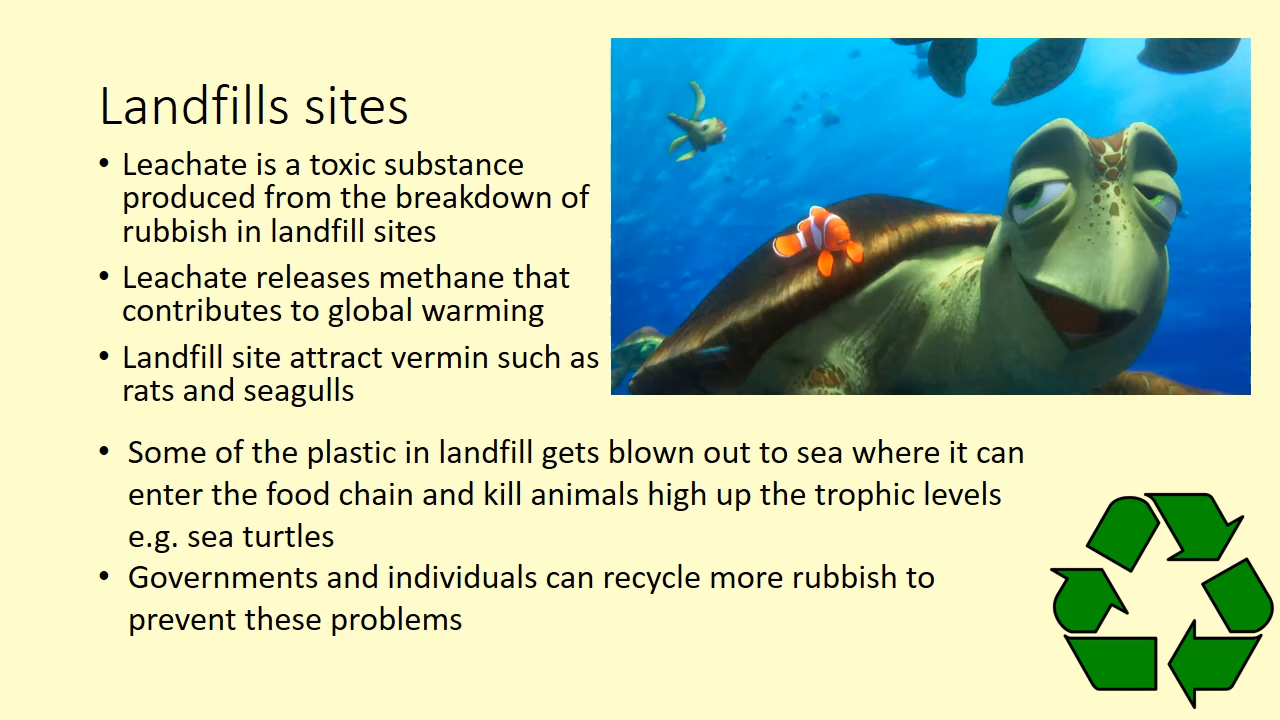 Landfills sites
• Leachate is a toxic substance
produced from the breakdown of
rubbish in landfill sites
• Leachate releases methane that
contributes to global warming
• Landfill site attract vermin such as
rats and seagulls
• Some of the plastic in landfill gets blown out to sea where it can
enter the food chain and kill animals high up the trophic levels
e.g. sea turtles
• Governments and individuals can recycle more rubbish to
prevent these problems